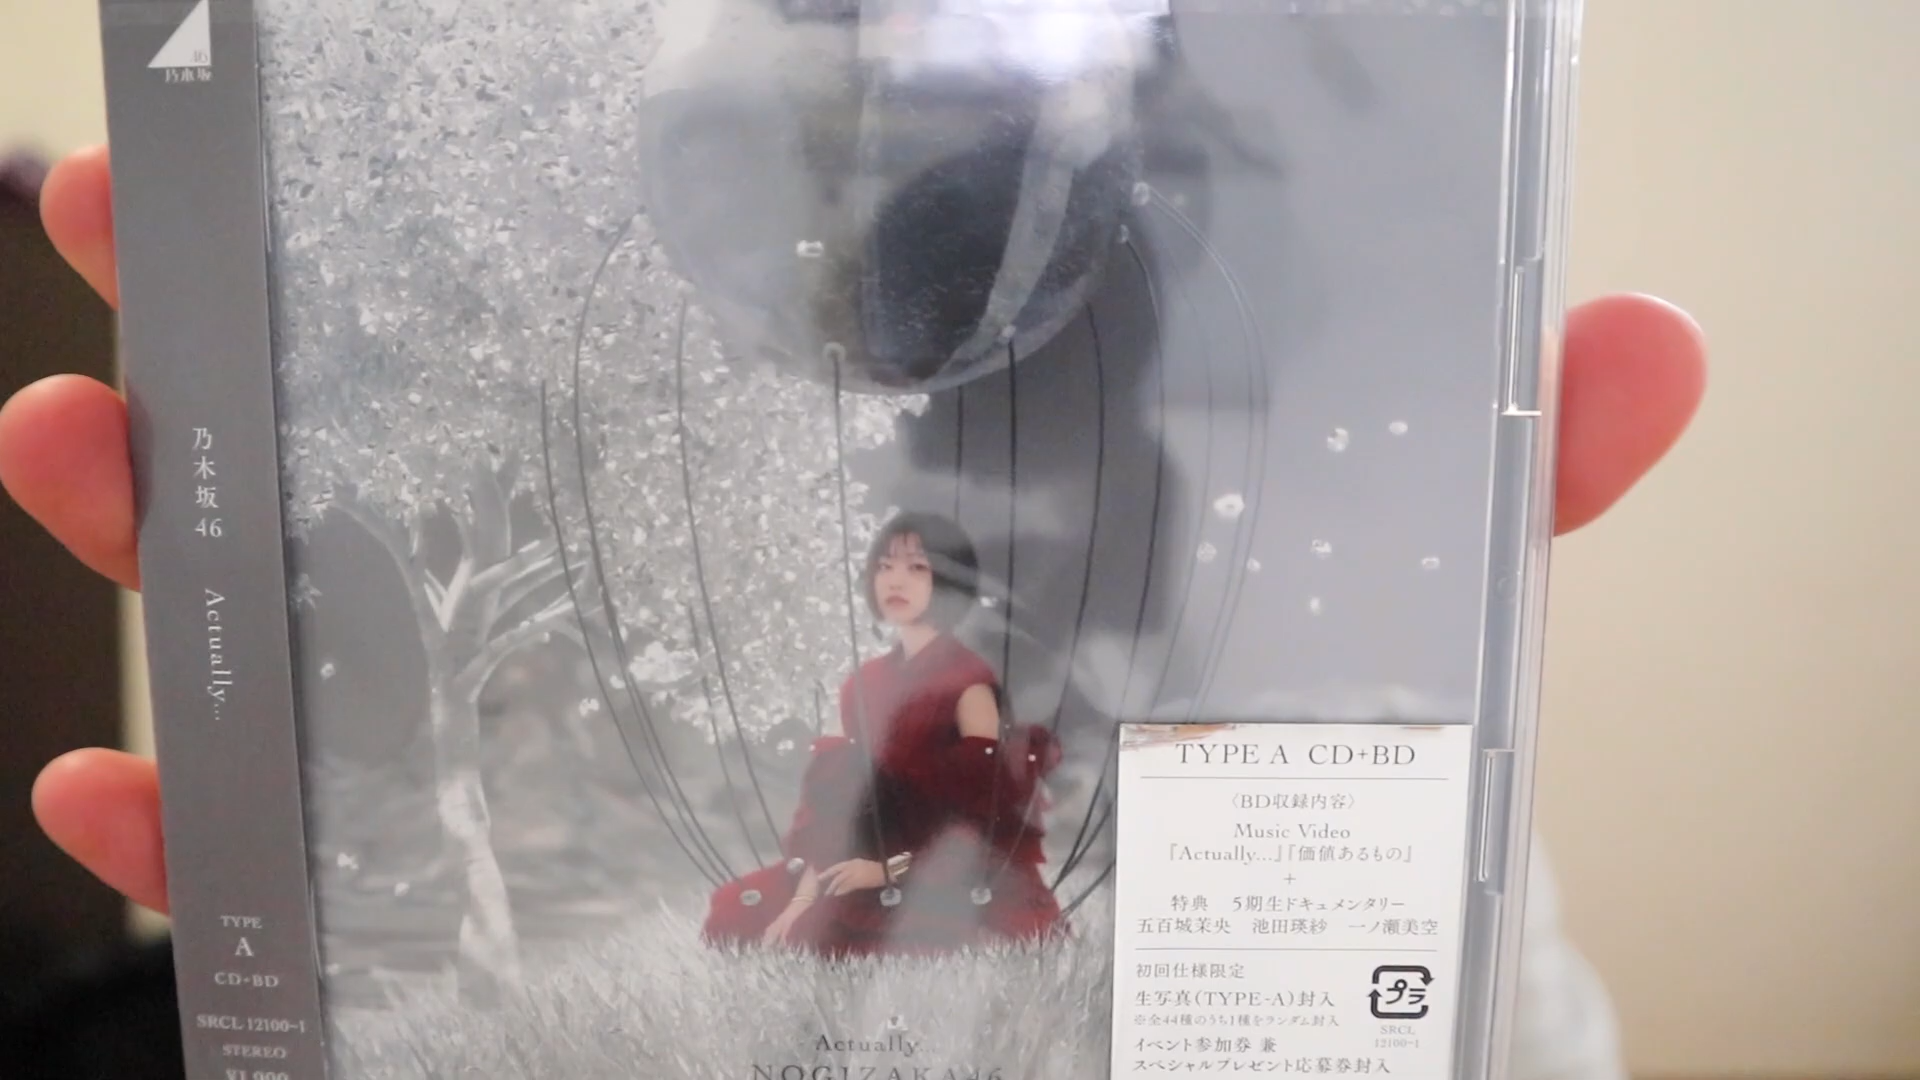 46
乃木坂
乃木坂46
Actually...
TYPE
A
CD+BD
SRCL 12100~1
STEREO
¥1,900
Actually...
NOGIZAKA46
TYPE A CD+BD
〈BD収録内容〉
Music Video
『Actually...』『価値あるもの』
+
特典 5期生ドキュメンタリー
五百城茉央 池田瑛紗 一ノ瀬美空
初回仕様限定
生写真(TYPE-A)封入
※全44種のうち1種をランダム封入
イベント参加券 兼
スペシャルプレゼント応募券封入
プラ
SRCL
12100~1